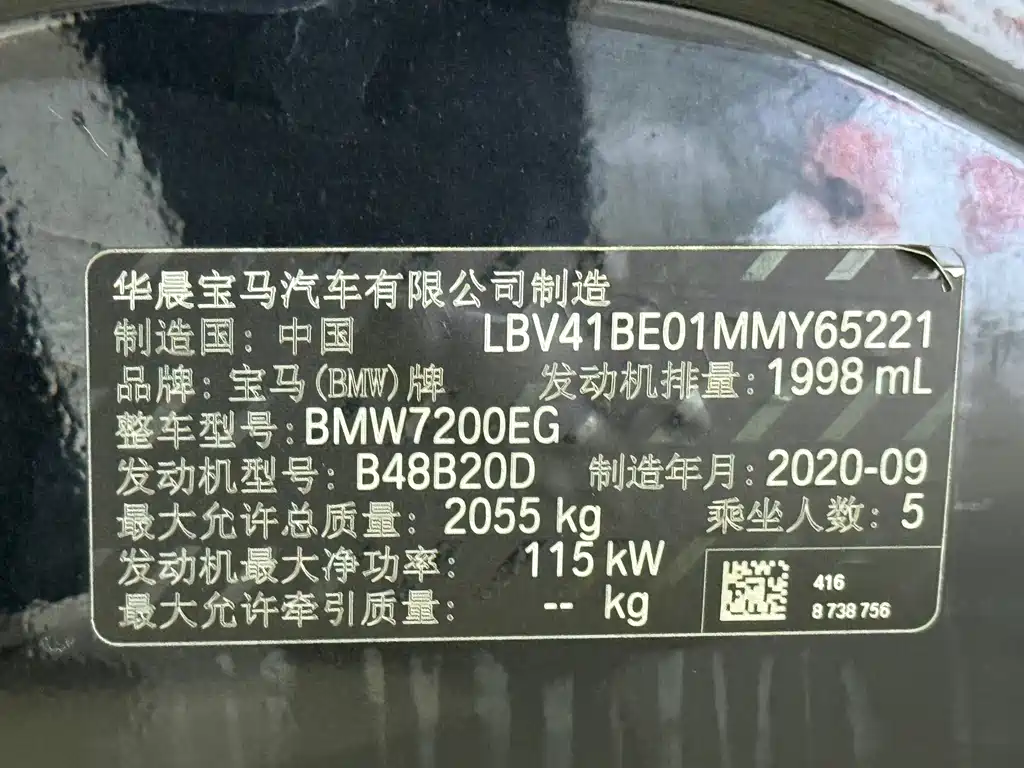 华晨宝马汽车有限公司制造
制造国：中国 LBV41BE01MMY65221
品牌：宝马(BMW)牌 发动机排量：1998 mL
整车型号：BMW7200EG
发动机型号：B48B20D 制造年月：2020-09
最大允许总质量：2055 kg 乘坐人数：5
发动机最大净功率：115 kW
最大允许牵引质量：-- kg
416
8 738 756